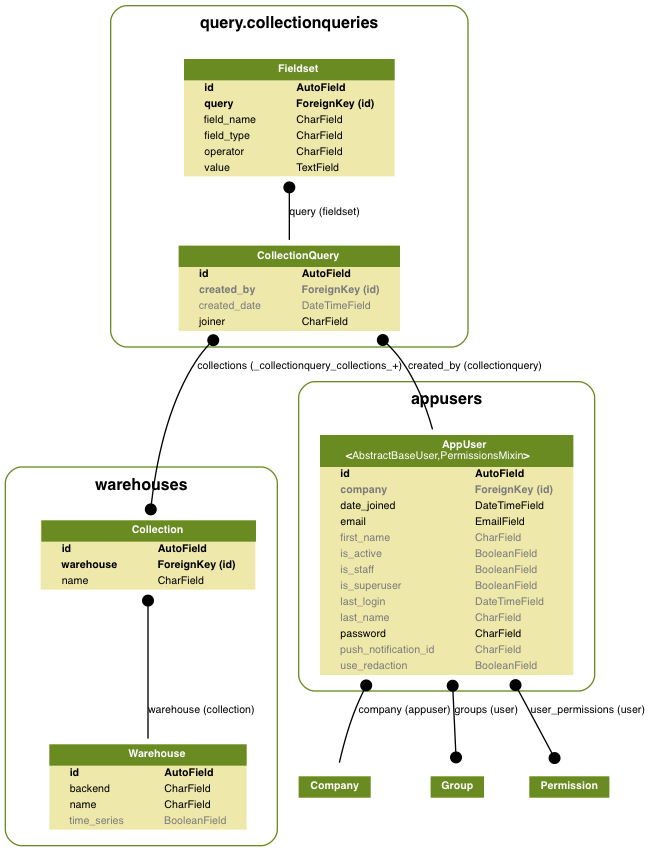 query.collectionqueries
Fieldset
id AutoField
query ForeignKey (id)
field_name CharField
field_type CharField
operator CharField
value TextField
query (fieldset)
CollectionQuery
id AutoField
created_by ForeignKey (id)
created_date DateTimeField
joiner CharField
collections (_collectionquery_collections_+) created_by (collectionquery)
appusers
AppUser
<AbstractBaseUser,PermissionsMixin>
id AutoField
company ForeignKey (id)
date_joined DateTimeField
email EmailField
first_name CharField
is_active BooleanField
is_staff BooleanField
is_superuser BooleanField
last_login DateTimeField
last_name CharField
password CharField
push_notification_id CharField
use_redaction BooleanField
warehouses
Collection
id AutoField
warehouse ForeignKey (id)
name CharField
warehouse (collection)
Warehouse
id AutoField
backend CharField
name CharField
time_series BooleanField
company (appuser) groups (user) user_permissions (user)
Company Group Permission